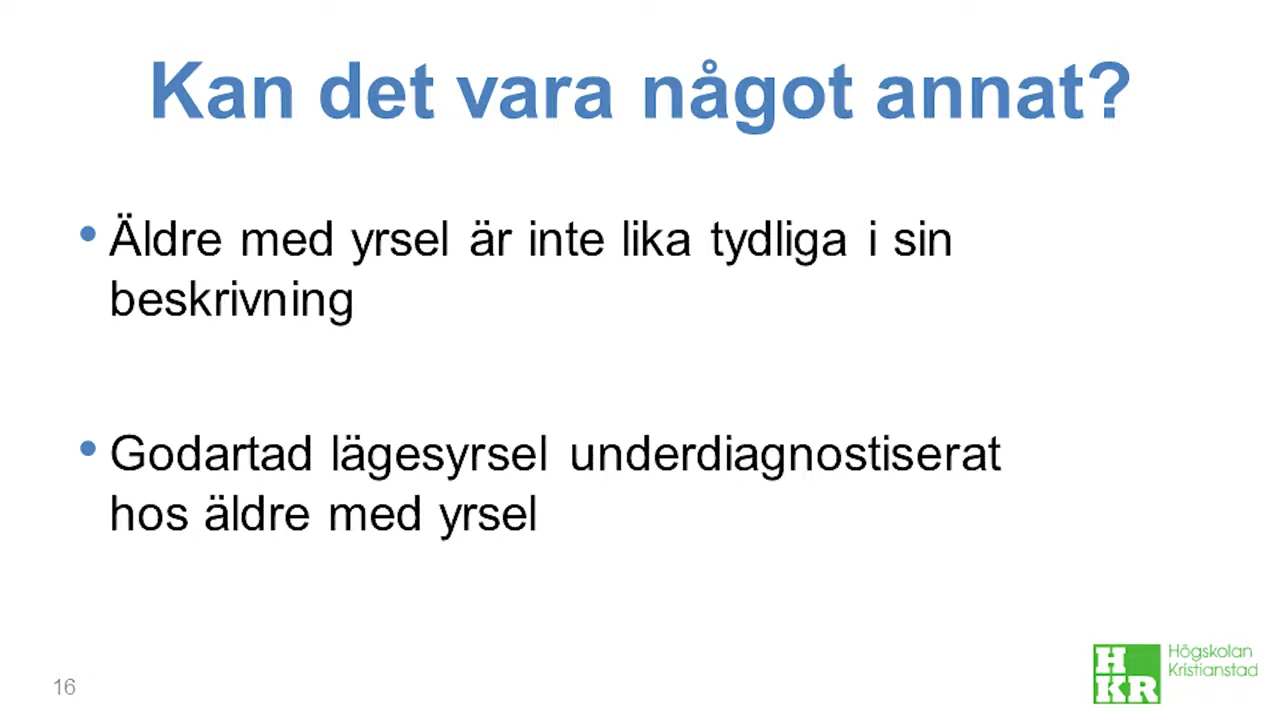 Kan det vara något annat?
• Äldre med yrsel är inte lika tydliga i sin
beskrivning
• Godartad lägesyrsel underdiagnostiserat
hos äldre med yrsel
16
H
KR
Högskolan
Kristianstad